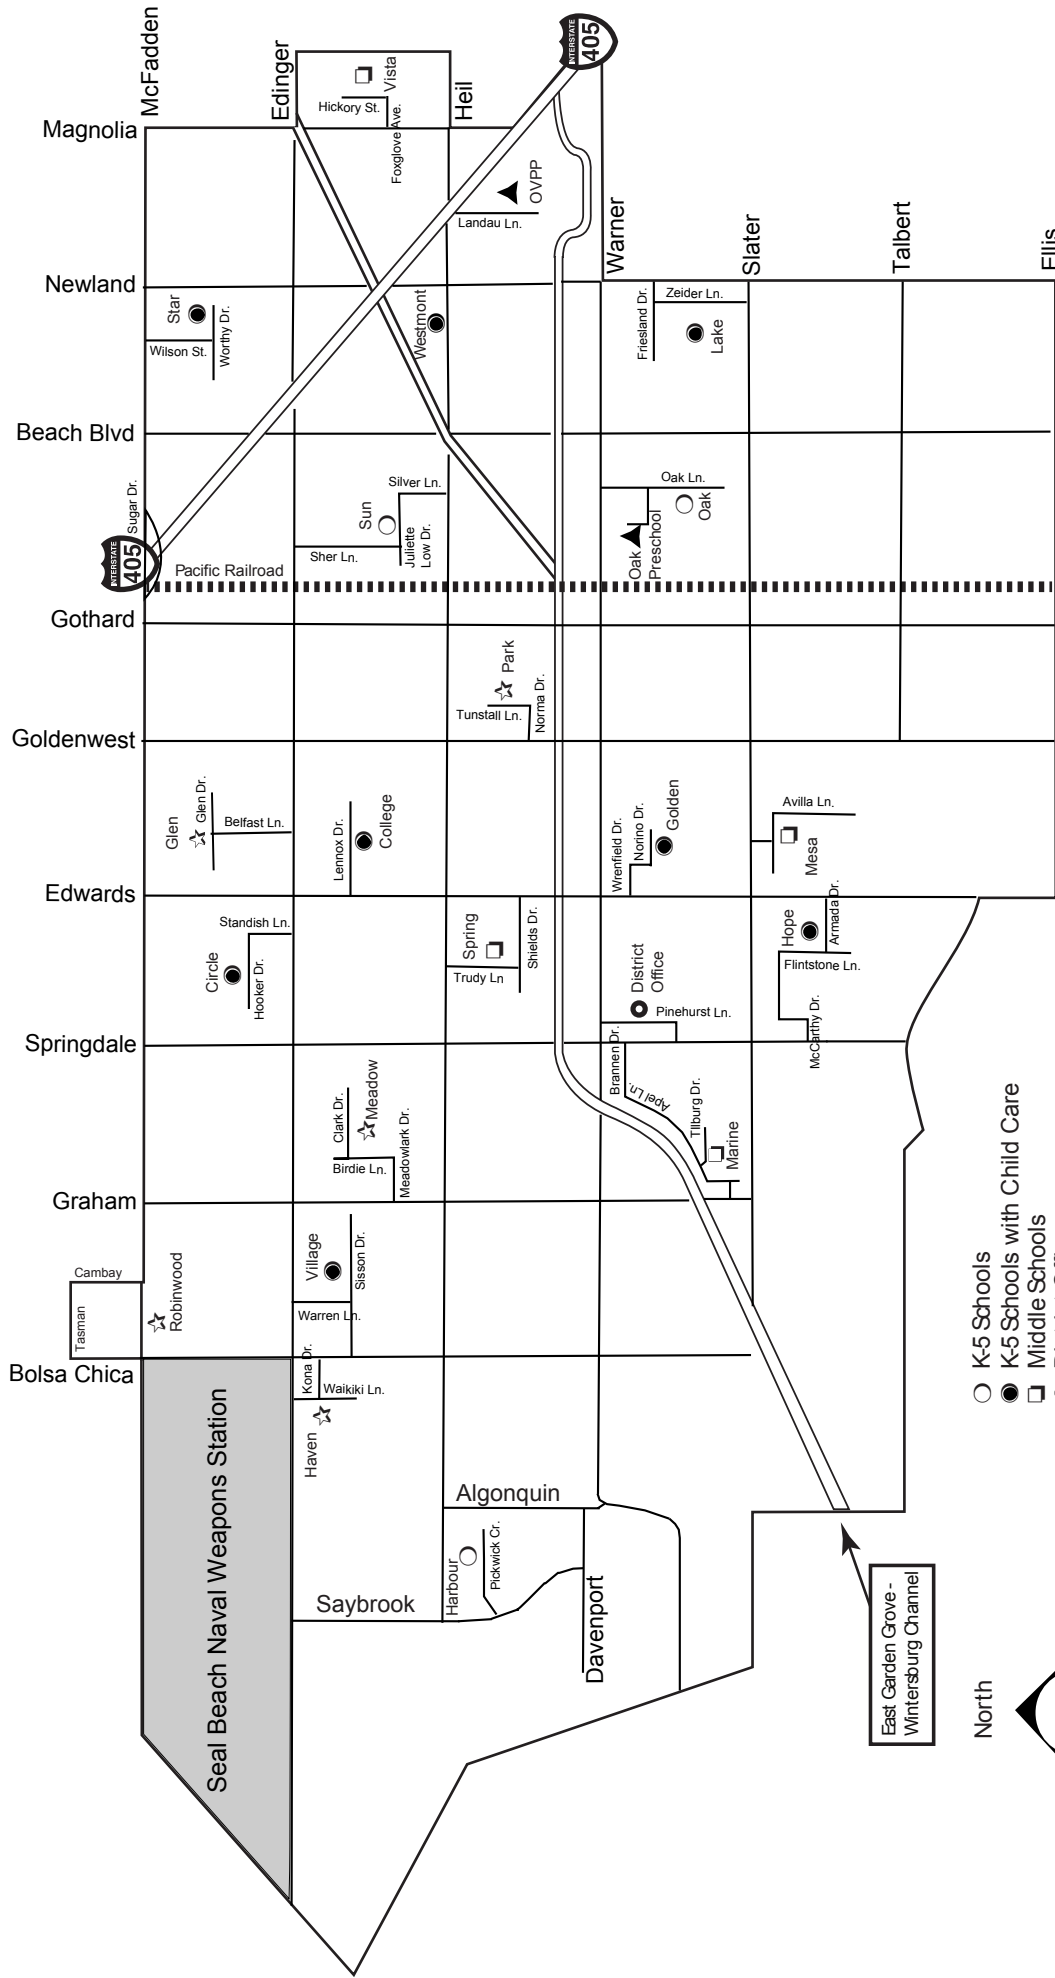 McFadden
Edinger
Heil
Warner
Slater
Talbert
Ellis
Magnolia
Newland
Beach Blvd
Gothard
Goldenwest
Edwards
Springdale
Graham
Bolsa Chica
INTERSTATE
405
INTERSTATE
405
Hickory St.
Vista
Foxglove Ave.
OVPP
Landau Ln.
Star
Wilson St.
Worthy Dr.
Westmont
Friesland Dr.
Zeider Ln.
Lake
Sugar Dr.
Pacific Railroad
Sun
Silver Ln.
Sher Ln.
Juliette
Low Dr.
Oak Ln.
Oak
Oak
Preschool
Park
Tunstall Ln.
Norma Dr.
Glen
Glen Dr.
Belfast Ln.
Lennox Dr.
College
Wrenfield Dr.
Norino Dr.
Golden
Avilla Ln.
Mesa
Circle
Standish Ln.
Hooker Dr.
Spring
Trudy Ln
Shields Dr.
District
Office
Pinehurst Ln.
Hope
Armada Dr.
Flintstone Ln.
McCarthy Dr.
Clark Dr.
Meadow
Birdie Ln.
Meadowlark Dr.
Brannen Dr.
Apel Ln.
Tilburg Dr.
Marine
Cambay
Tasman
Robinwood
Village
Sisson Dr.
Warren Ln.
Kona Dr.
Waikiki Ln.
Haven
Seal Beach Naval Weapons Station
Algonquin
Saybrook
Harbour
Pickwick Cr.
Davenport
East Garden Grove -
Wintersburg Channel
North
K-5 Schools
K-5 Schools with Child Care
Middle Schools